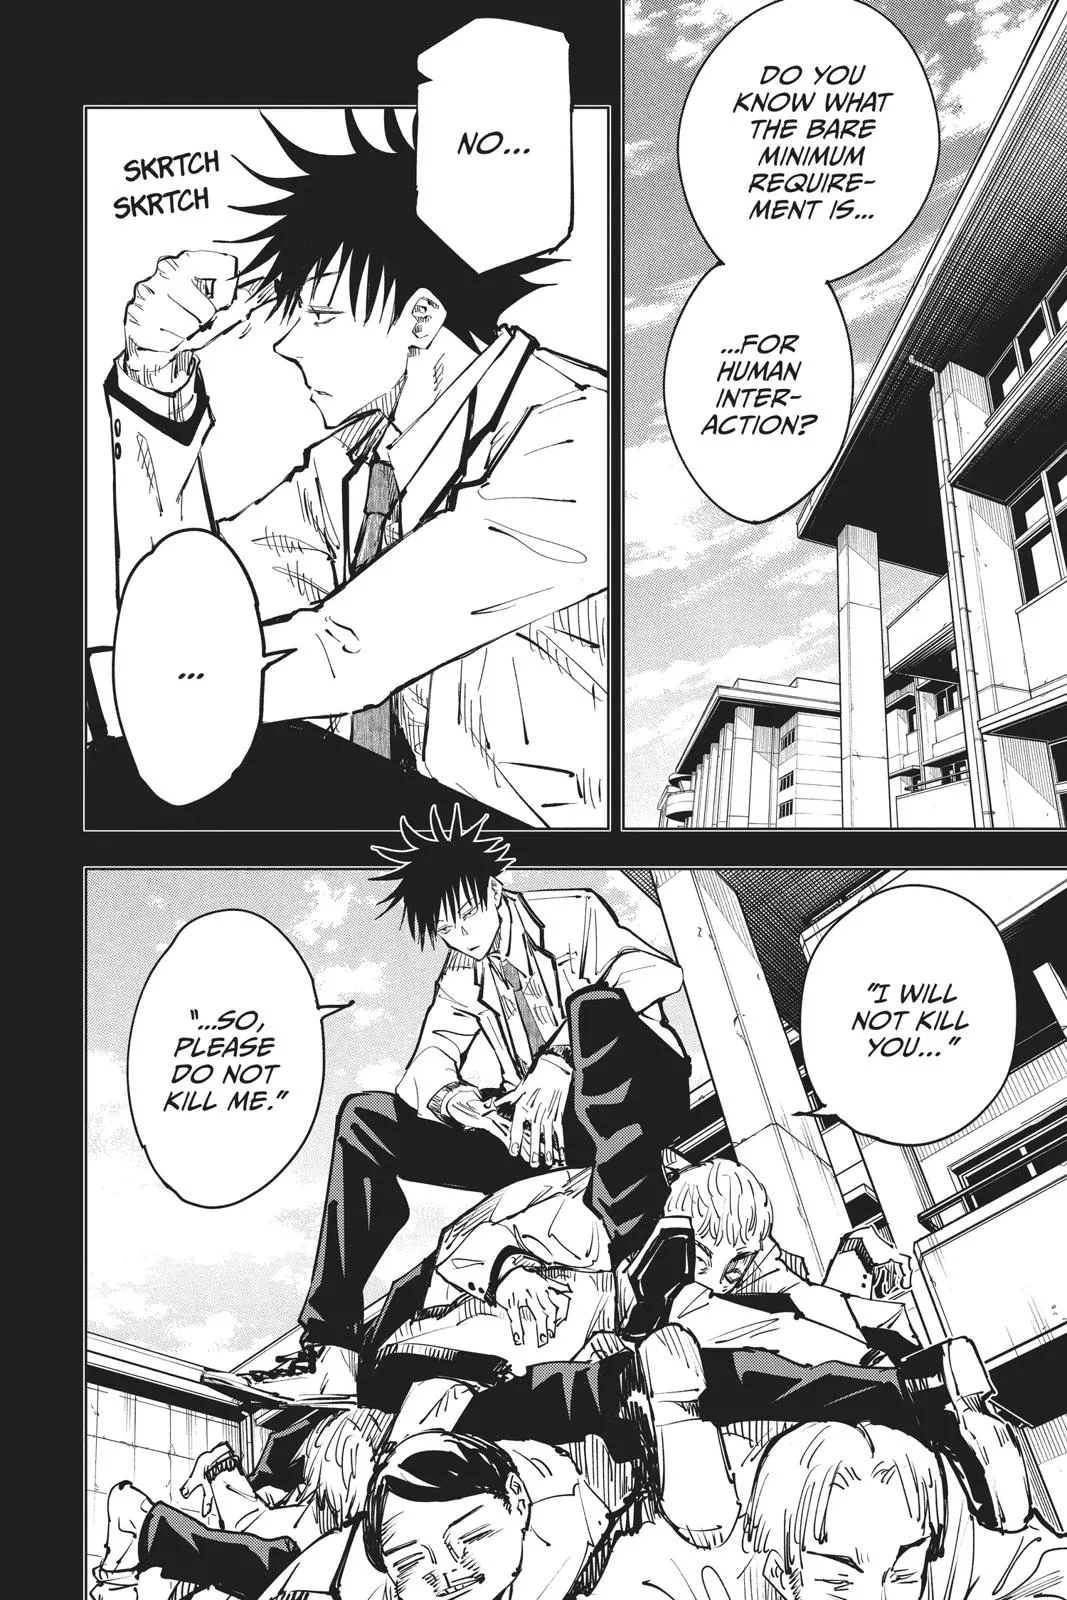 DO YOU
KNOW WHAT
THE BARE
MINIMUM
REQUIRE-
MENT IS...
...FOR
HUMAN
INTER-
ACTION?
NO...
SKRTCH
SKRTCH
...
"I WILL
NOT KILL
YOU..."
"...SO,
PLEASE
DO NOT
KILL ME."